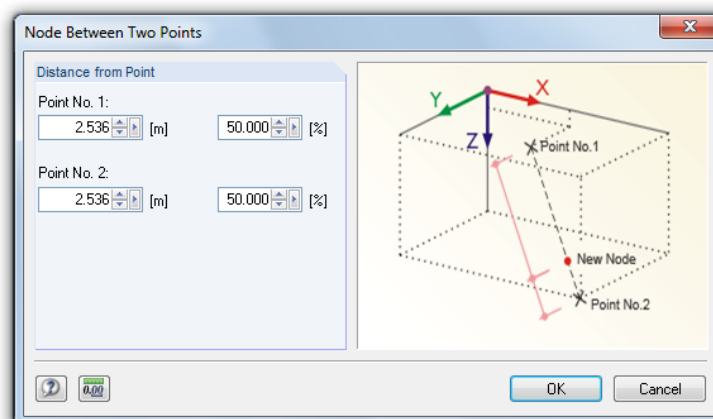 Node Between Two Points
x
Distance from Point
Point No. 1:
2.536 [m] 50.000 [%]
Point No. 2:
2.536 [m] 50.000 [%]
Y X
Z
Point No.1
New Node
Point No.2
? 0.00 OK Cancel